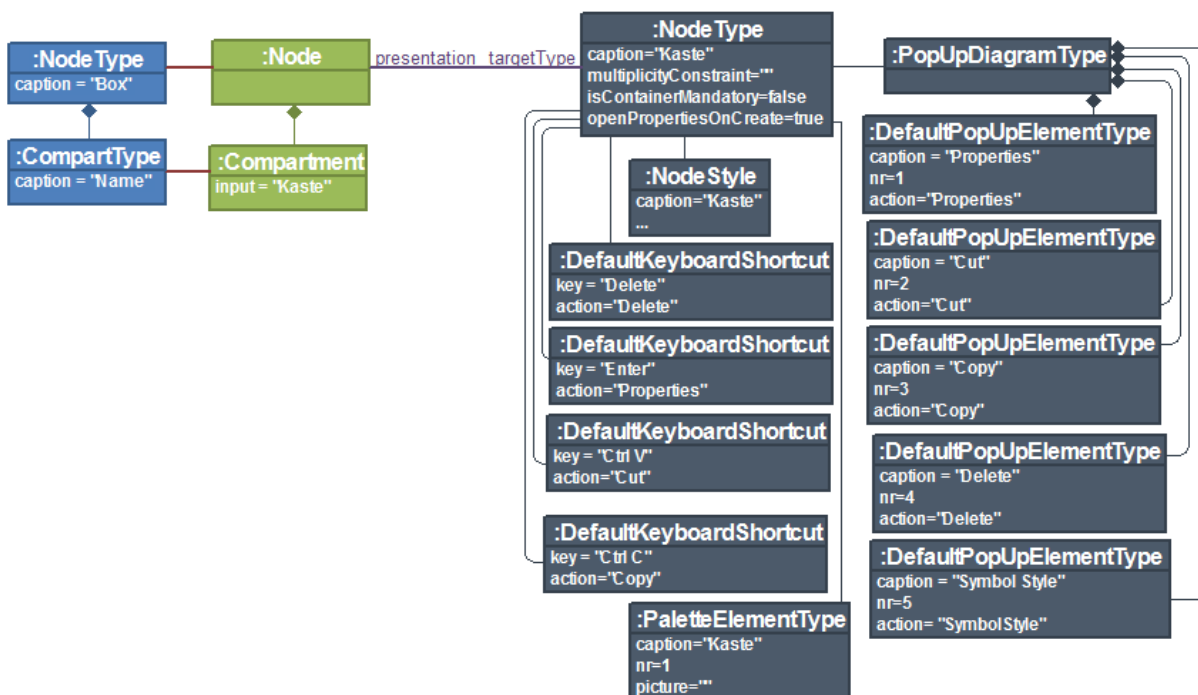 :NodeType
caption = "Box"
:CompartType
caption = "Name"
:Node
:Compartment
input = "Kaste"
presentation targetType
:NodeType
caption="Kaste"
multiplicityConstraint=""
isContainerMandatory=false
openPropertiesOnCreate=true
:NodeStyle
caption="Kaste"
...
:DefaultKeyboardShortcut
key = "Delete"
action="Delete"
:DefaultKeyboardShortcut
key = "Enter"
action="Properties"
:DefaultKeyboardShortcut
key = "Ctrl V"
action="Cut"
:DefaultKeyboardShortcut
key = "Ctrl C"
action="Copy"
:PaletteElementType
caption="Kaste"
nr=1
picture=""
:PopUpDiagramType
:DefaultPopUpElementType
caption = "Properties"
nr=1
action="Properties"
:DefaultPopUpElementType
caption = "Cut"
nr=2
action="Cut"
:DefaultPopUpElementType
caption = "Copy"
nr=3
action="Copy"
:DefaultPopUpElementType
caption = "Delete"
nr=4
action="Delete"
:DefaultPopUpElementType
caption = "Symbol Style"
nr=5
action= "SymbolStyle"